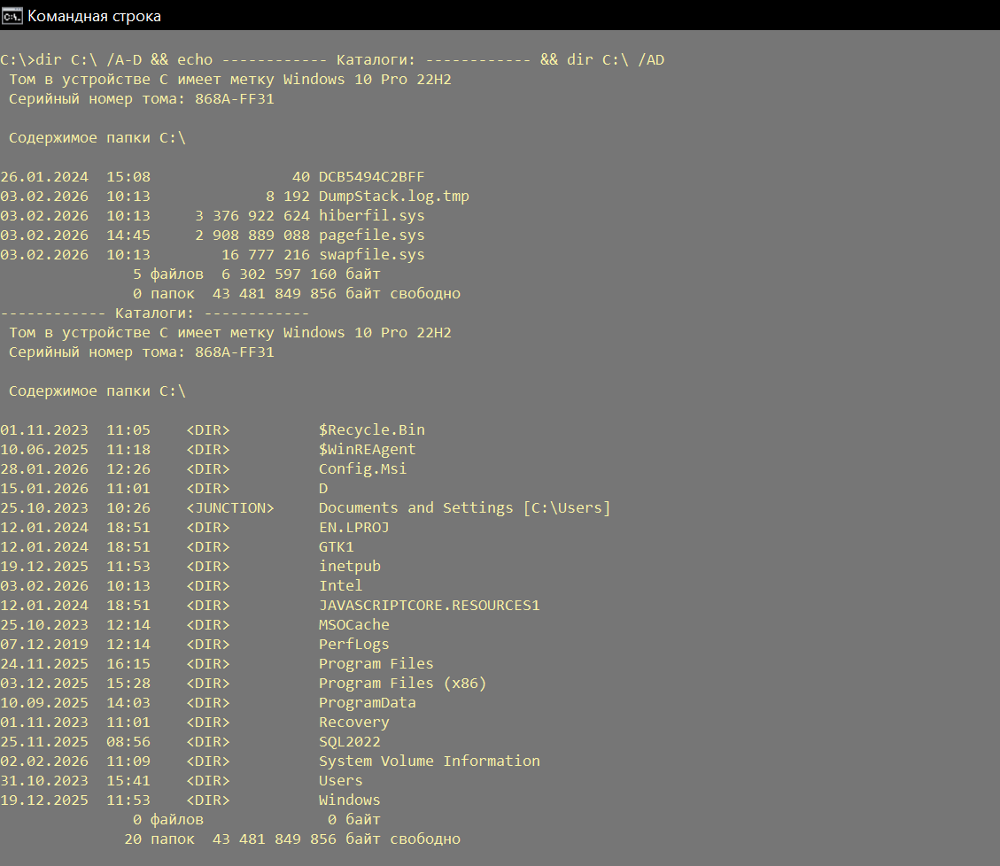 Командная строка
C:\>dir C:\ /A-D && echo ------------ Каталоги: ------------ && dir C:\ /AD
Том в устройстве C имеет метку Windows 10 Pro 22H2
Серийный номер тома: 868A-FF31
Содержимое папки C:\
26.01.2024  15:08                40 DCB5494C2BFF
03.02.2026  10:13             8 192 DumpStack.log.tmp
03.02.2026  10:13     3 376 922 624 hiberfil.sys
03.02.2026  14:45     2 908 889 088 pagefile.sys
03.02.2026  10:13        16 777 216 swapfile.sys
5 файлов  6 302 597 160 байт
0 папок  43 481 849 856 байт свободно
------------ Каталоги: ------------
Том в устройстве C имеет метку Windows 10 Pro 22H2
Серийный номер тома: 868A-FF31
Содержимое папки C:\
01.11.2023  11:05    <DIR>          $Recycle.Bin
10.06.2025  11:18    <DIR>          $WinREAgent
28.01.2026  12:26    <DIR>          Config.Msi
15.01.2026  11:01    <DIR>          D
25.10.2023  10:26    <JUNCTION>     Documents and Settings [C:\Users]
12.01.2024  18:51    <DIR>          EN.LPROJ
12.01.2024  18:51    <DIR>          GTK1
19.12.2025  11:53    <DIR>          inetpub
03.02.2026  10:13    <DIR>          Intel
12.01.2024  18:51    <DIR>          JAVASCRIPTCORE.RESOURCES1
25.10.2023  12:14    <DIR>          MSOCache
07.12.2019  12:14    <DIR>          PerfLogs
24.11.2025  16:15    <DIR>          Program Files
03.12.2025  15:28    <DIR>          Program Files (x86)
10.09.2025  14:03    <DIR>          ProgramData
01.11.2023  11:01    <DIR>          Recovery
25.11.2025  08:56    <DIR>          SQL2022
02.02.2026  11:09    <DIR>          System Volume Information
31.10.2023  15:41    <DIR>          Users
19.12.2025  11:53    <DIR>          Windows
0 файлов              0 байт
20 папок  43 481 849 856 байт свободно